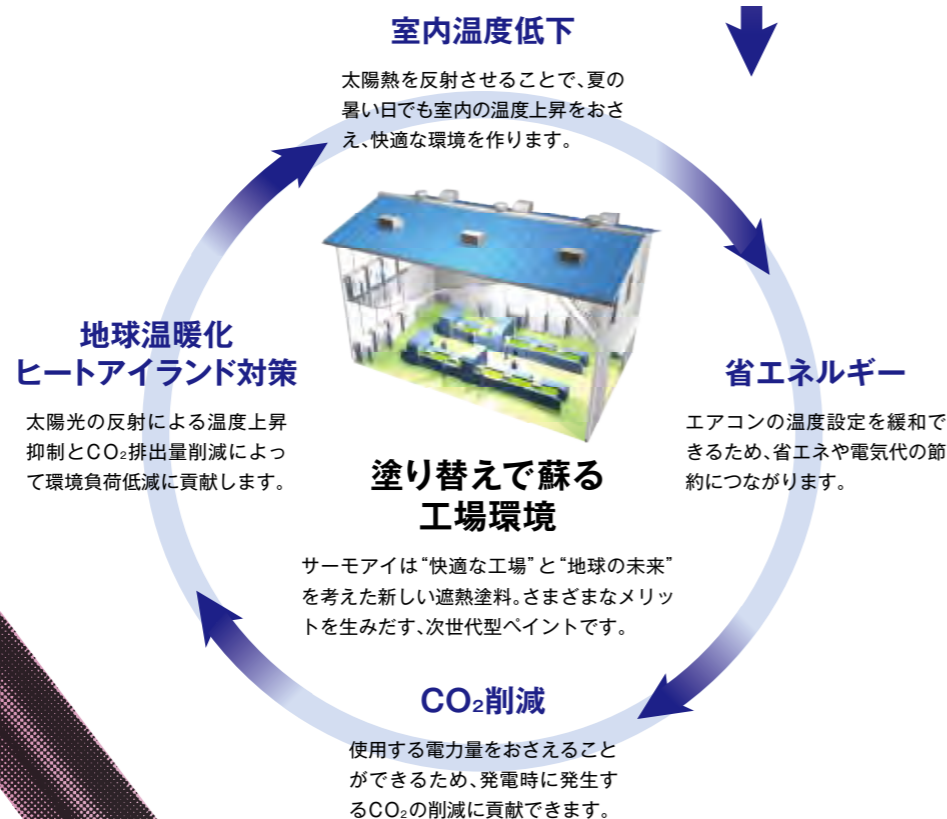 室内温度低下
太陽熱を反射させることで、夏の
暑い日でも室内の温度上昇をおさ
え、快適な環境を作ります。
地球温暖化
ヒートアイランド対策
太陽光の反射による温度上昇
抑制とCO₂排出量削減によっ
て環境負荷低減に貢献します。
省エネルギー
エアコンの温度設定を緩和で
きるため、省エネや電気代の節
約につながります。
塗り替えで蘇る
工場環境
サーモアイは“快適な工場”と“地球の未来”
を考えた新しい遮熱塗料。さまざまなメリッ
トを生みだす、次世代型ペイントです。
CO₂削減
使用する電力量をおさえること
ができるため、発電時に発生す
るCO₂の削減に貢献できます。